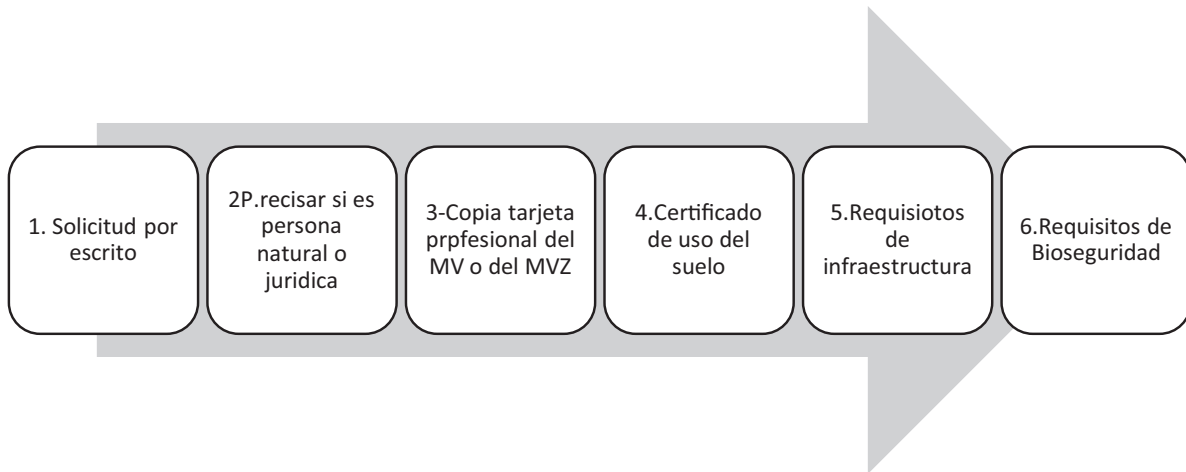 1. Solicitud por
escrito
2P.recisar si es
persona
natural o
juridica
3-Copia tarjeta
prpfesional del
MV o del MVZ
4.Certificado
de uso del
suelo
5.Requisiotos
de
infraestructura
6.Requisitos de
Bioseguridad